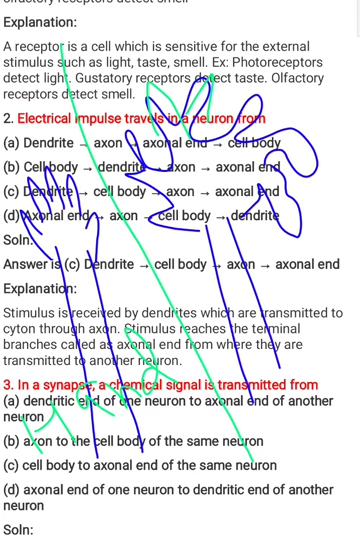 Explanation:
A receptor is a cell which is sensitive for the external
stimulus such as light, taste, smell. Ex: Photoreceptors
detect light. Gustatory receptors detect taste. Olfactory
receptors detect smell.
2. Electrical impulse travels in a neuron from
(a) Dendrite → axon → axonal end → cell body
(b) Cell body → dendrite → axon → axonal end
(c) Dendrite → cell body → axon → axonal end
(d) Axonal end → axon → cell body → dendrite
Soln:
Answer is (c) Dendrite → cell body → axon → axonal end
Explanation:
Stimulus is received by dendrites which are transmitted to
cyton through axon. Stimulus reaches the terminal
branches called as axonal end from where they are
transmitted to another neuron.
3. In a synapse, a chemical signal is transmitted from
(a) dendritic end of one neuron to axonal end of another
neuron
(b) axon to the cell body of the same neuron
(c) cell body to axonal end of the same neuron
(d) axonal end of one neuron to dendritic end of another
neuron
Soln: